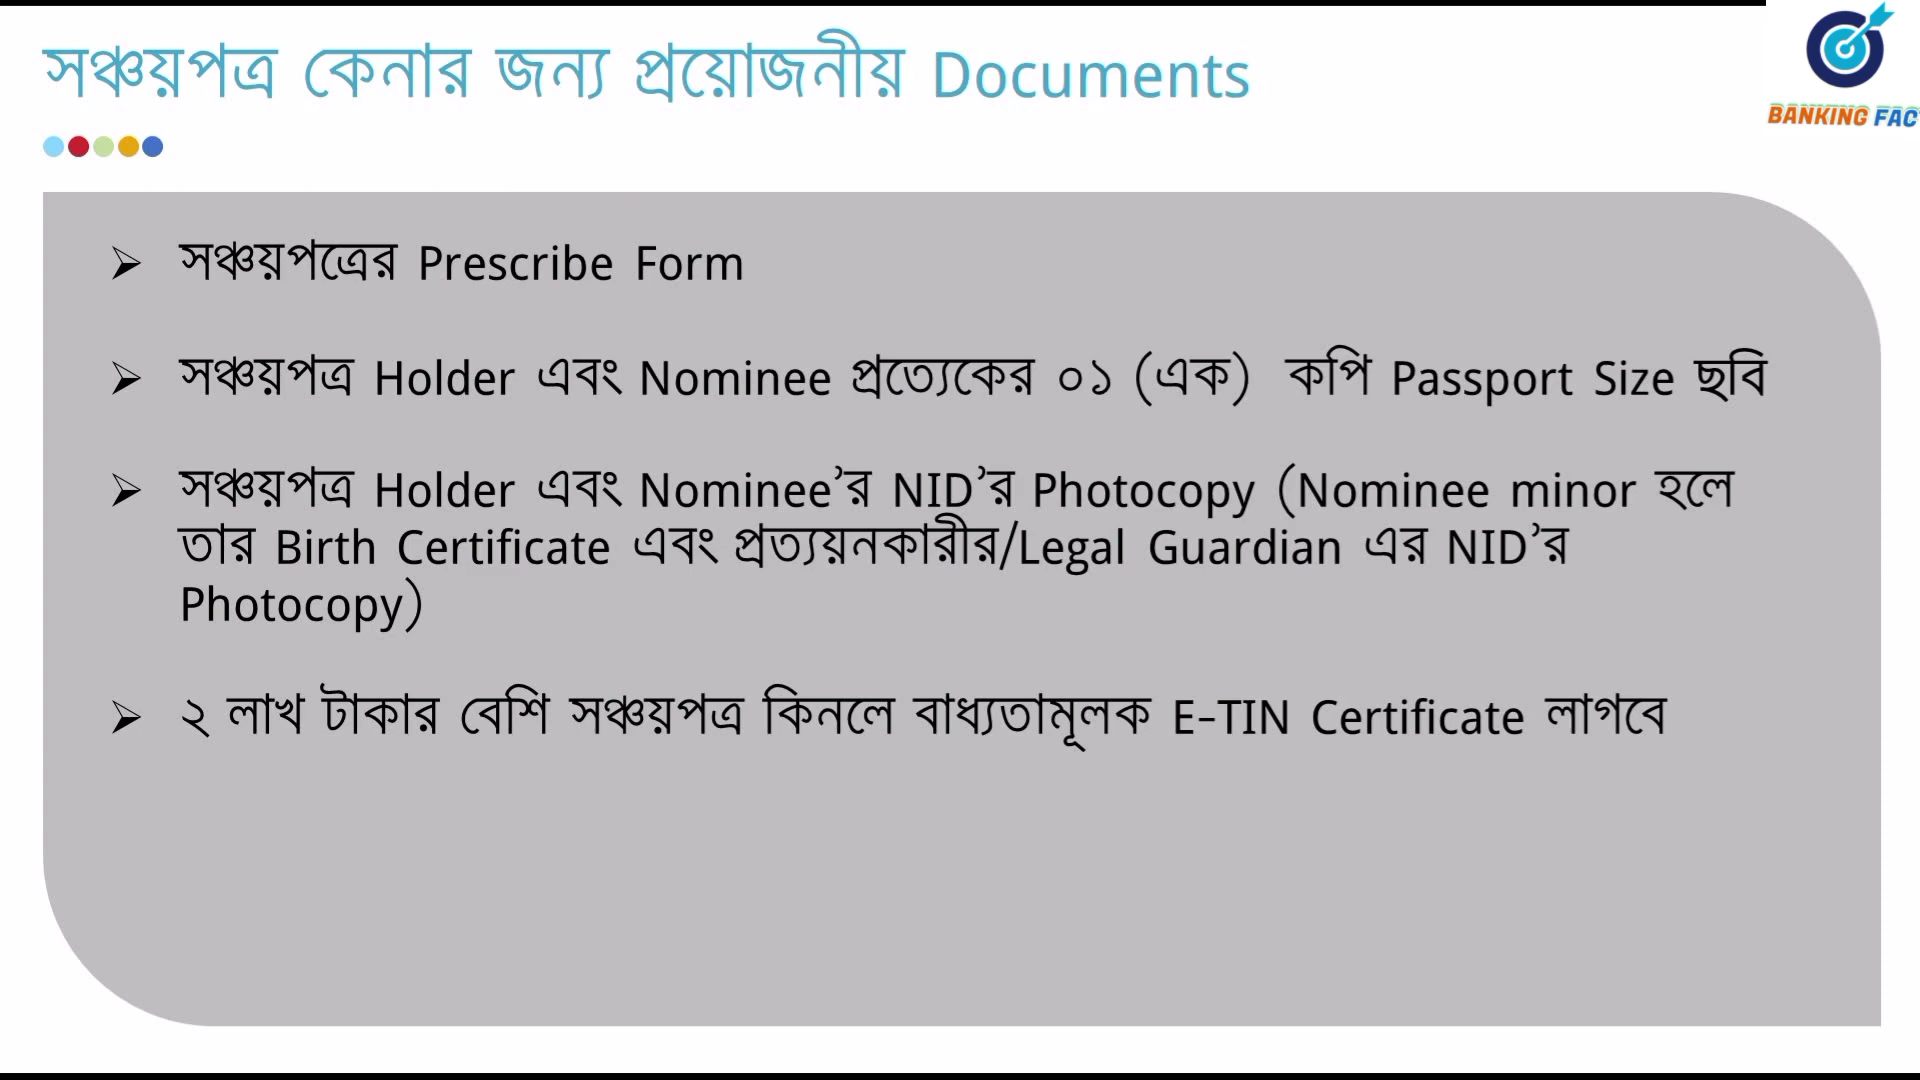 সঞ্চয়পত্র কেনার জন্য প্রয়োজনীয় Documents
BANKING FAC
➢ সঞ্চয়পত্রের Prescribe Form
➢ সঞ্চয়পত্র Holder এবং Nominee প্রত্যেকের ০১ (এক) কপি Passport Size ছবি
➢ সঞ্চয়পত্র Holder এবং Nominee’র NID’র Photocopy (Nominee minor হলে
তার Birth Certificate এবং প্রত্যয়নকারীর/Legal Guardian এর NID’র
Photocopy)
➢ ২ লাখ টাকার বেশি সঞ্চয়পত্র কিনলে বাধ্যতামূলক E-TIN Certificate লাগবে